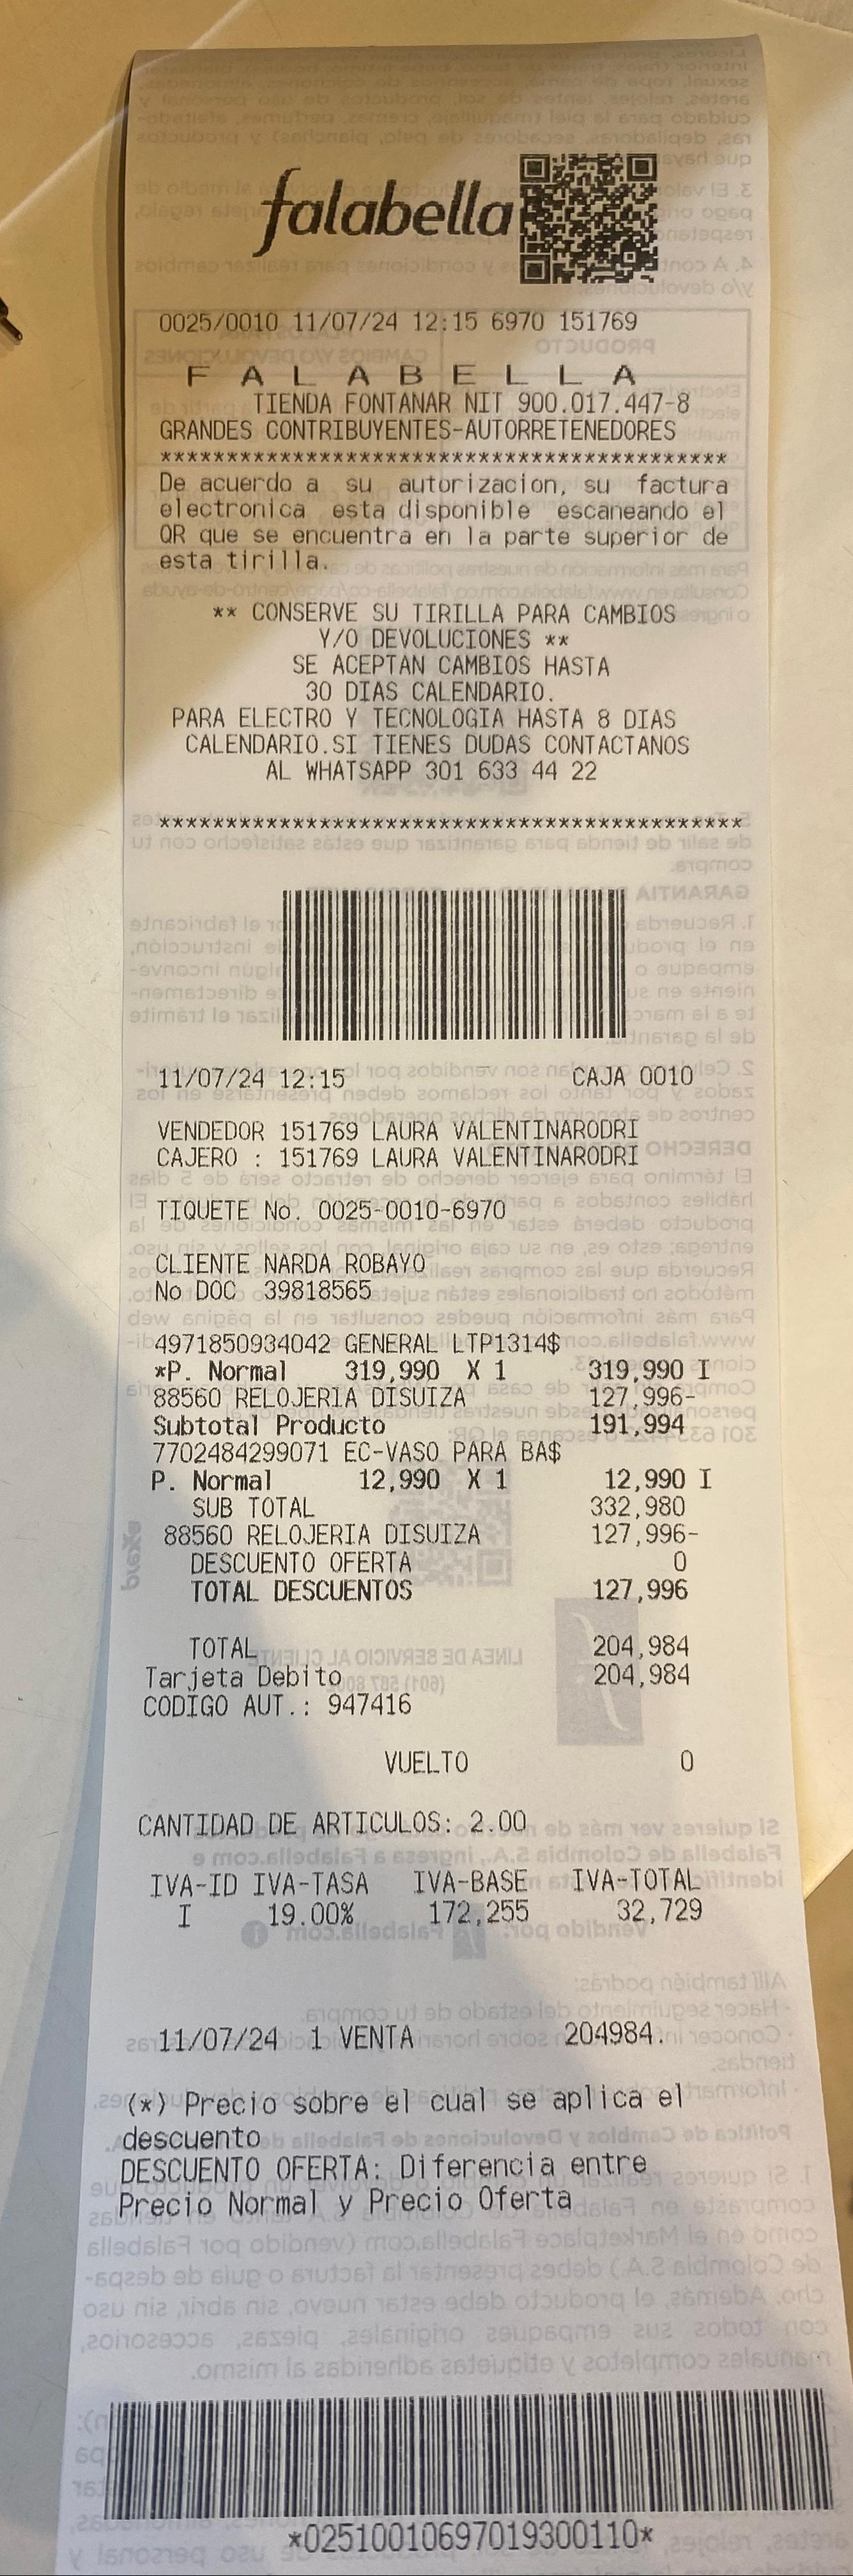 falabella
0025/0010 11/07/24 12:15 6970 151769
F A L A B E L L A
TIENDA FONTANAR NIT 900.017.447-8
GRANDES CONTRIBUYENTES-AUTORRETENEDORES
*******************************************
De acuerdo a su autorizacion, su factura
electronica esta disponible escaneando el
QR que se encuentra en la parte superior de
esta tirilla.
** CONSERVE SU TIRILLA PARA CAMBIOS
Y/O DEVOLUCIONES **
SE ACEPTAN CAMBIOS HASTA
30 DIAS CALENDARIO.
PARA ELECTRO Y TECNOLOGIA HASTA 8 DIAS
CALENDARIO.SI TIENES DUDAS CONTACTANOS
AL WHATSAPP 301 633 44 22
********************************************
11/07/24 12:15 CAJA 0010
VENDEDOR 151769 LAURA VALENTINARODRI
CAJERO : 151769 LAURA VALENTINARODRI
TIQUETE No. 0025-0010-6970
CLIENTE NARDA ROBAYO
No DOC 39818565
4971850934042 GENERAL LTP1314$
*P. Normal 319,990 X 1 319,990 I
88560 RELOJERIA DISUIZA 127,996-
Subtotal Producto 191,994
7702484299071 EC-VASO PARA BA$
P. Normal 12,990 X 1 12,990 I
SUB TOTAL 332,980
88560 RELOJERIA DISUIZA 127,996-
DESCUENTO OFERTA 0
TOTAL DESCUENTOS 127,996
TOTAL 204,984
Tarjeta Debito 204,984
CODIGO AUT.: 947416
VUELTO 0
CANTIDAD DE ARTICULOS: 2.00
IVA-ID IVA-TASA IVA-BASE IVA-TOTAL
I 19.00% 172,255 32,729
11/07/24 1 VENTA 204984.
(*) Precio sobre el cual se aplica el
descuento
DESCUENTO OFERTA: Diferencia entre
Precio Normal y Precio Oferta
*02510010697019300110*